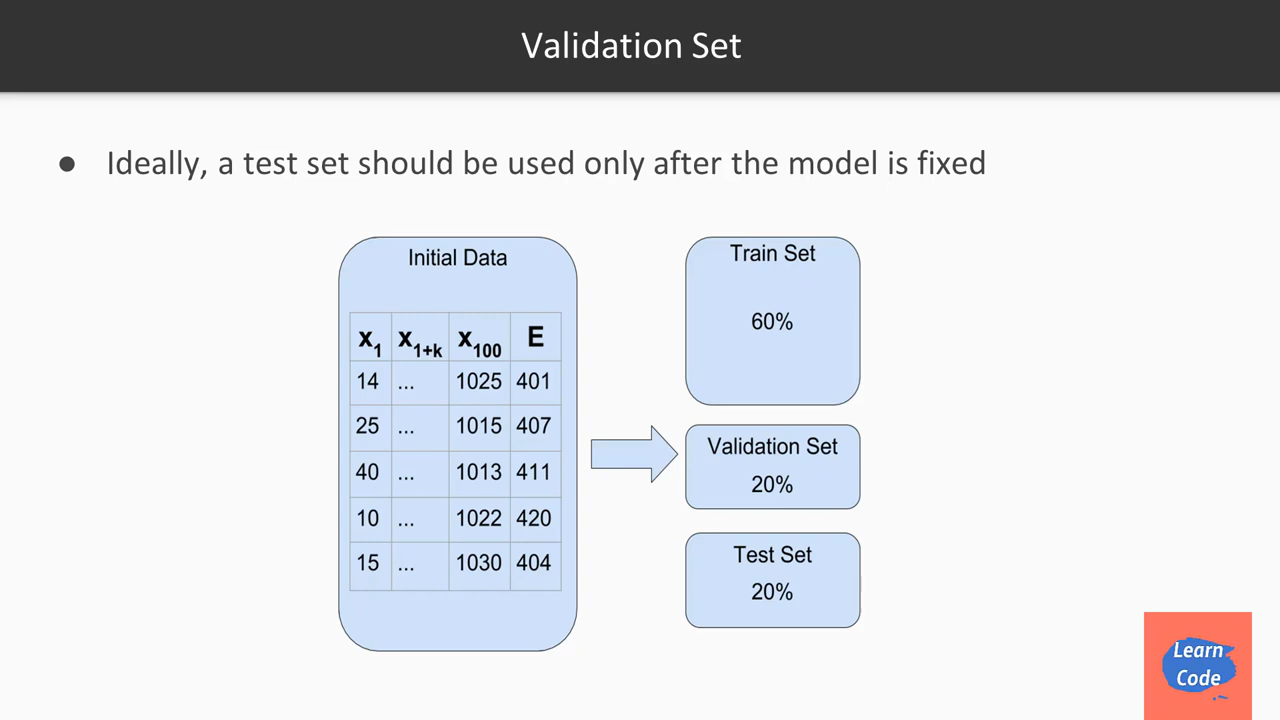 Validation Set
● Ideally, a test set should be used only after the model is fixed
Initial Data
x1 x1+k x100 E
14 ... 1025 401
25 ... 1015 407
40 ... 1013 411
10 ... 1022 420
15 ... 1030 404
Train Set
60%
Validation Set
20%
Test Set
20%
Learn
Code